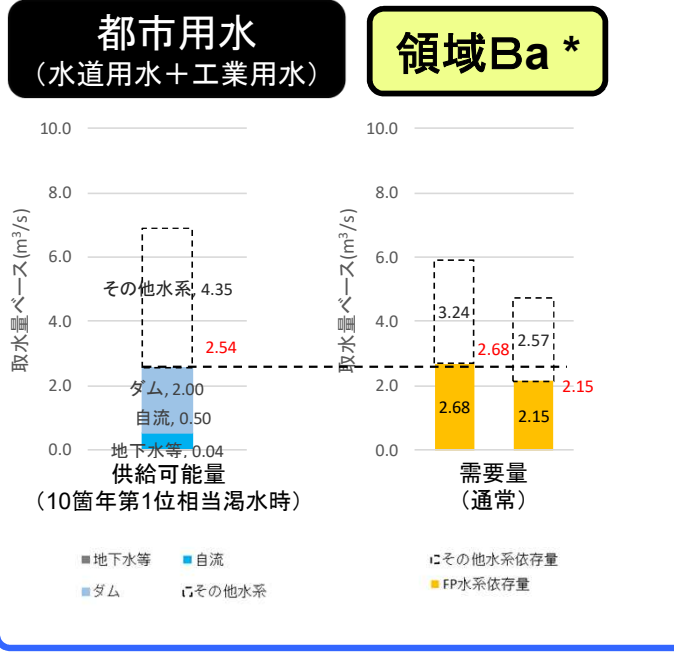 都市用水
（水道用水＋工業用水）
領域Ba *
取水量ベース(m³/s)
10.0
8.0
6.0
4.0
2.0
0.0
その他水系, 4.35
2.54
ダム, 2.00
自流, 0.50
地下水等, 0.04
供給可能量
（10箇年第1位相当渇水時）
■地下水等 ■自流
■ダム その他水系
取水量ベース(m³/s)
10.0
8.0
6.0
4.0
2.0
0.0
3.24
2.68
2.57
2.15
2.68
2.15
需要量
（通常）
その他水系依存量
■FP水系依存量